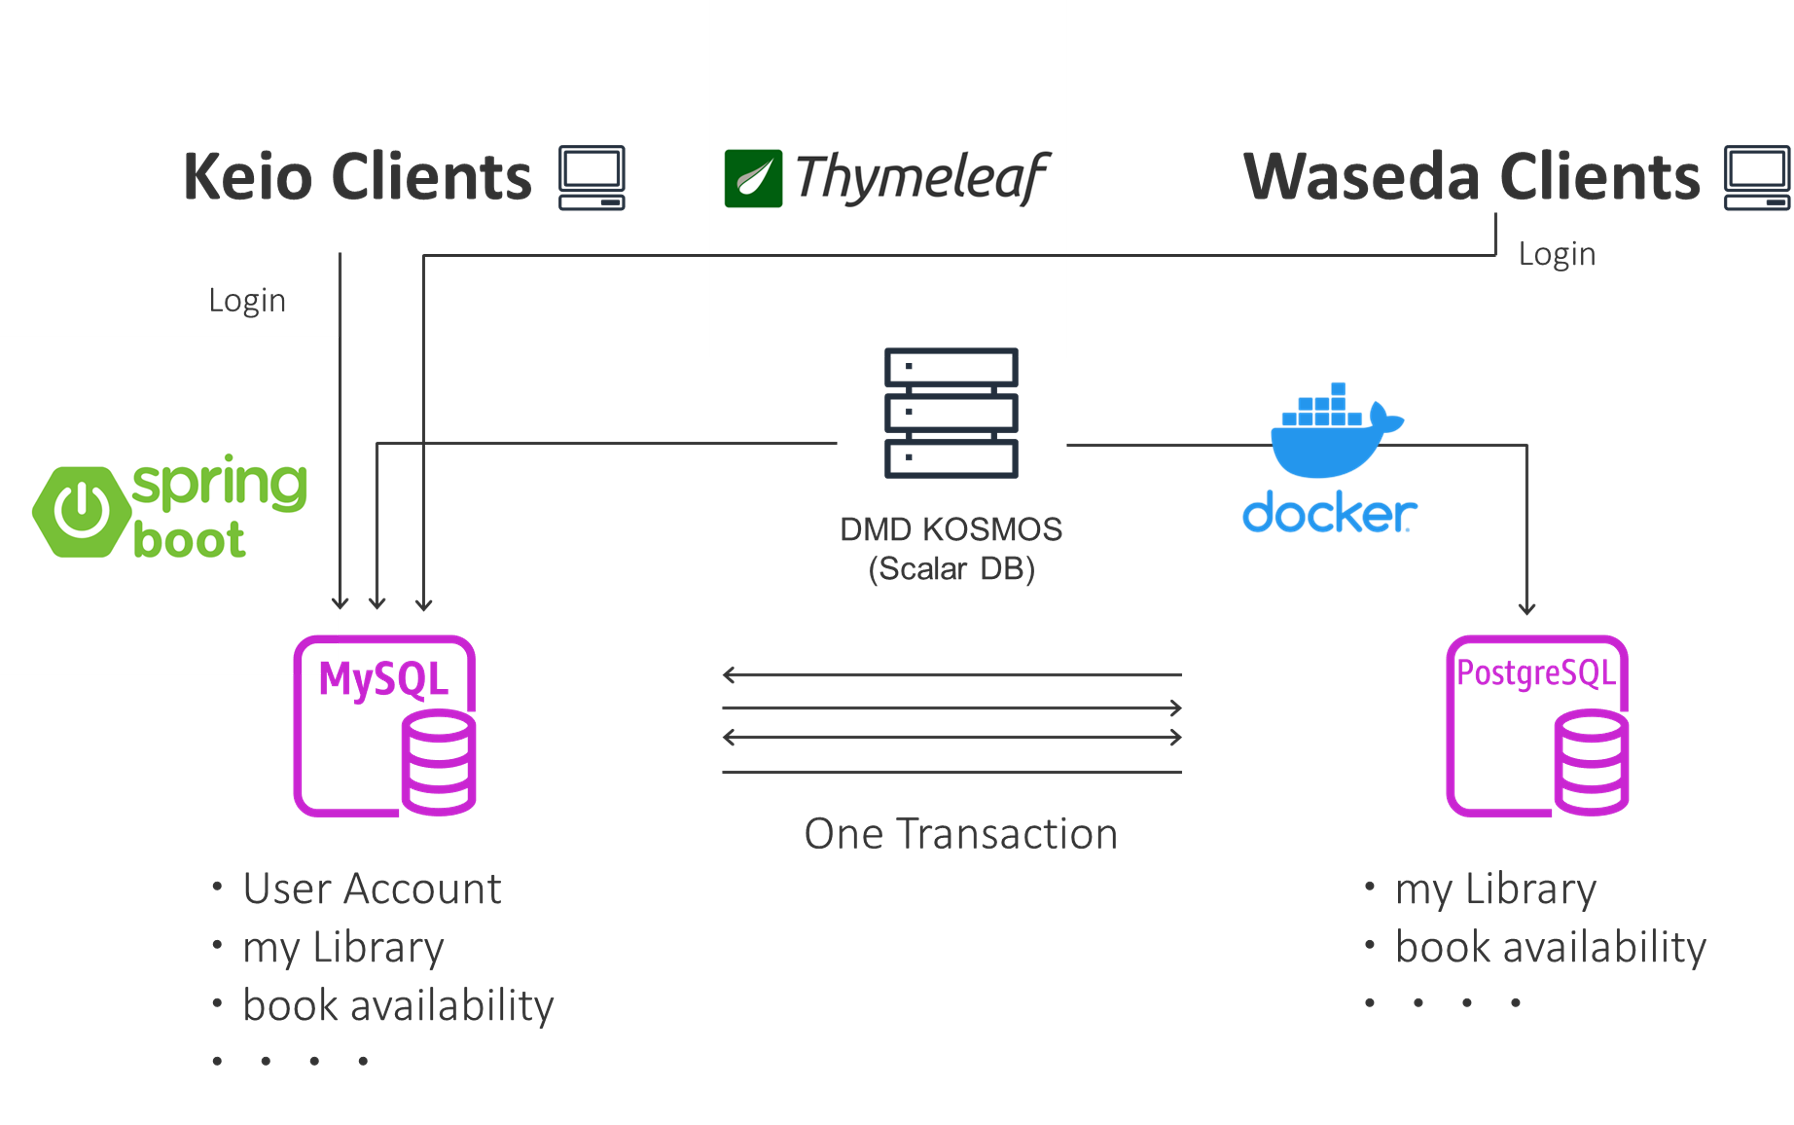 Keio Clients
Thymeleaf
Waseda Clients
Login
Login
spring
boot
DMD KOSMOS
(Scalar DB)
docker
MySQL
PostgreSQL
One Transaction
・ User Account
・ my Library
・ book availability
・・・・
・ my Library
・ book availability
・・・・